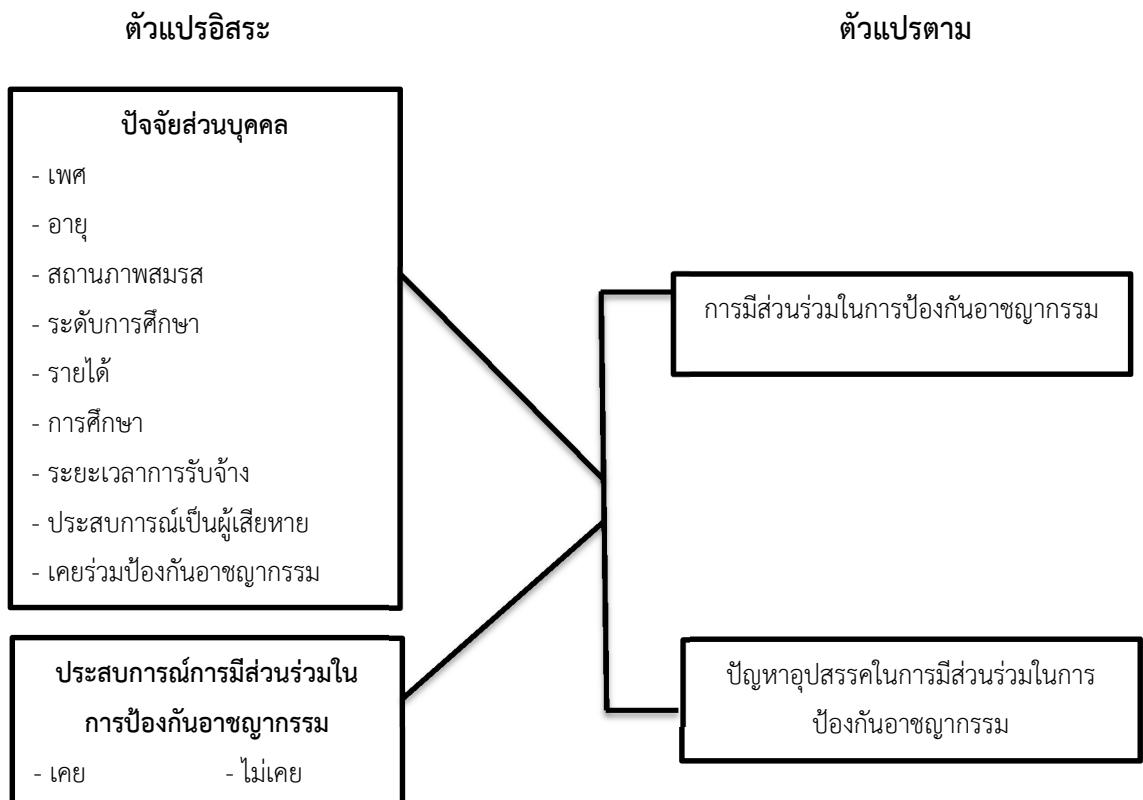 ตัวแปรอิสระ
ตัวแปรตาม
ปัจจัยส่วนบุคคล
- เพศ
- อายุ
- สถานภาพสมรส
- ระดับการศึกษา
- รายได้
- การศึกษา
- ระยะเวลาการรับจ้าง
- ประสบการณ์เป็นผู้เสียหาย
- เคยร่วมป้องกันอาชญากรรม
ประสบการณ์การมีส่วนร่วมใน
การป้องกันอาชญากรรม
- เคย - ไม่เคย
การมีส่วนร่วมในการป้องกันอาชญากรรม
ปัญหาอุปสรรคในการมีส่วนร่วมในการ
ป้องกันอาชญากรรม